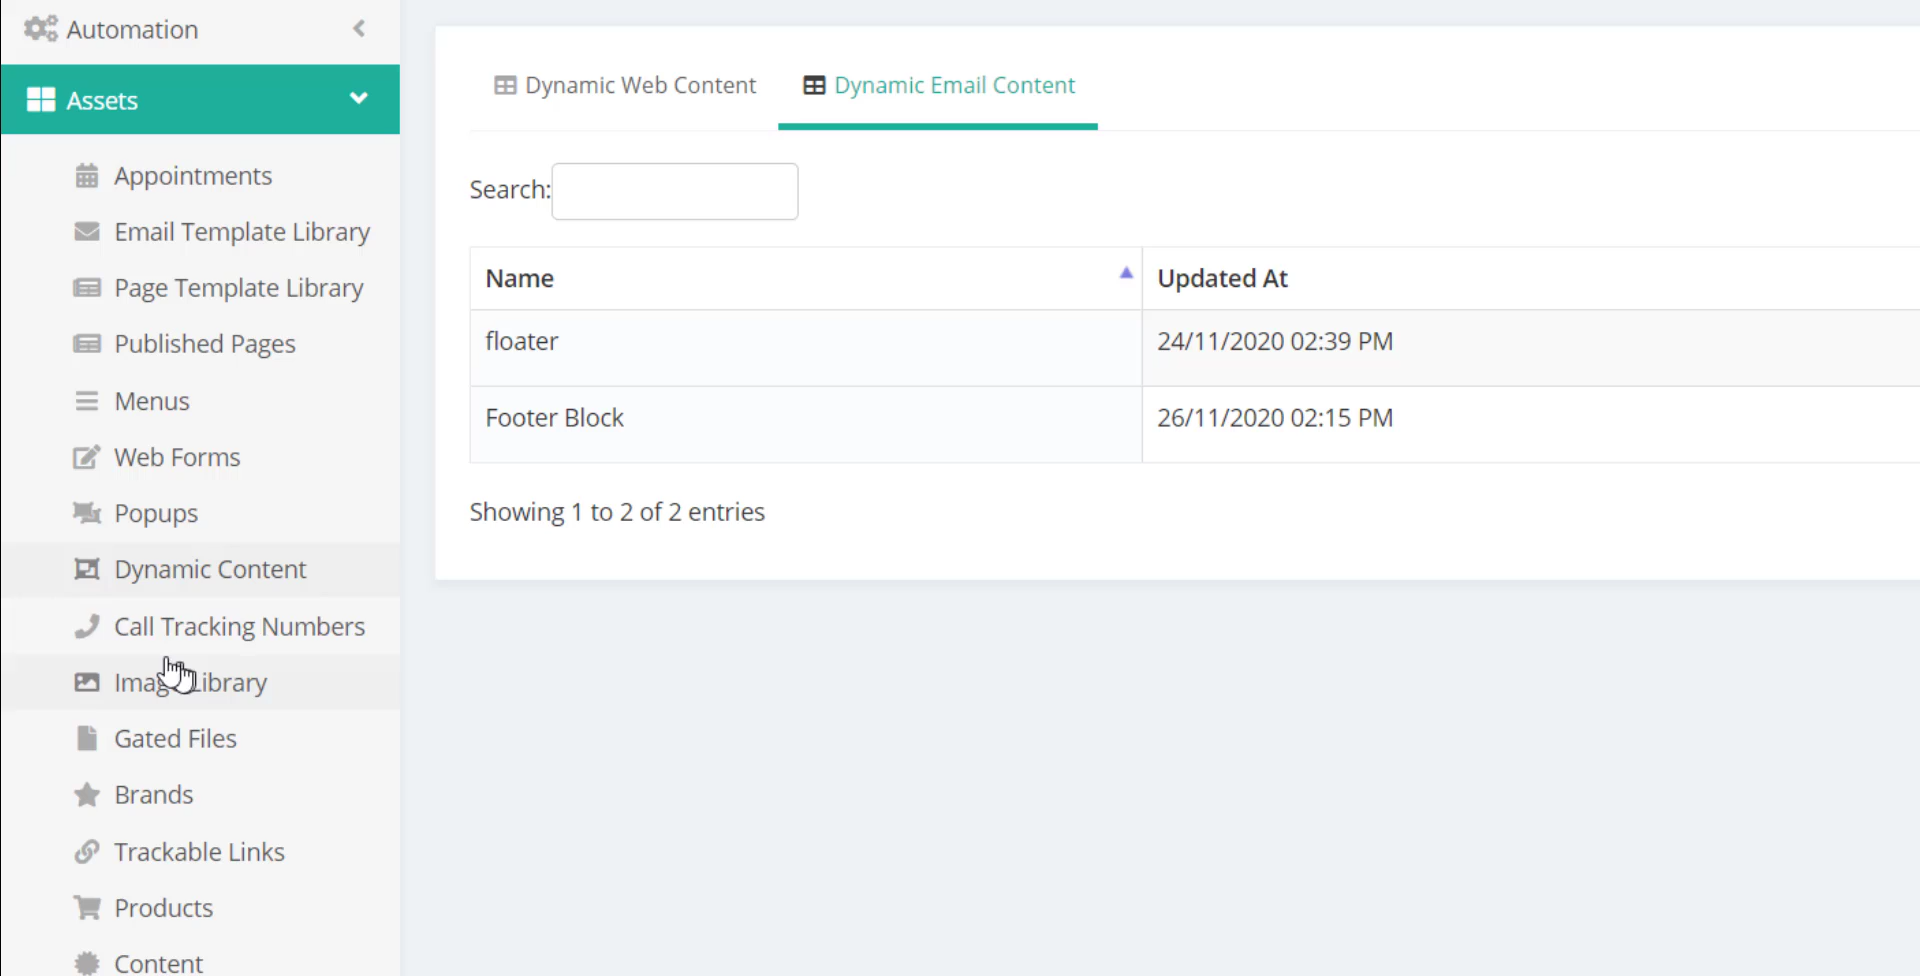 Automation
Assets
Appointments
Email Template Library
Page Template Library
Published Pages
Menus
Web Forms
Popups
Dynamic Content
Call Tracking Numbers
Image Library
Gated Files
Brands
Trackable Links
Products
Content
Dynamic Web Content
Dynamic Email Content
Search:
Name
Updated At
floater
24/11/2020 02:39 PM
Footer Block
26/11/2020 02:15 PM
Showing 1 to 2 of 2 entries